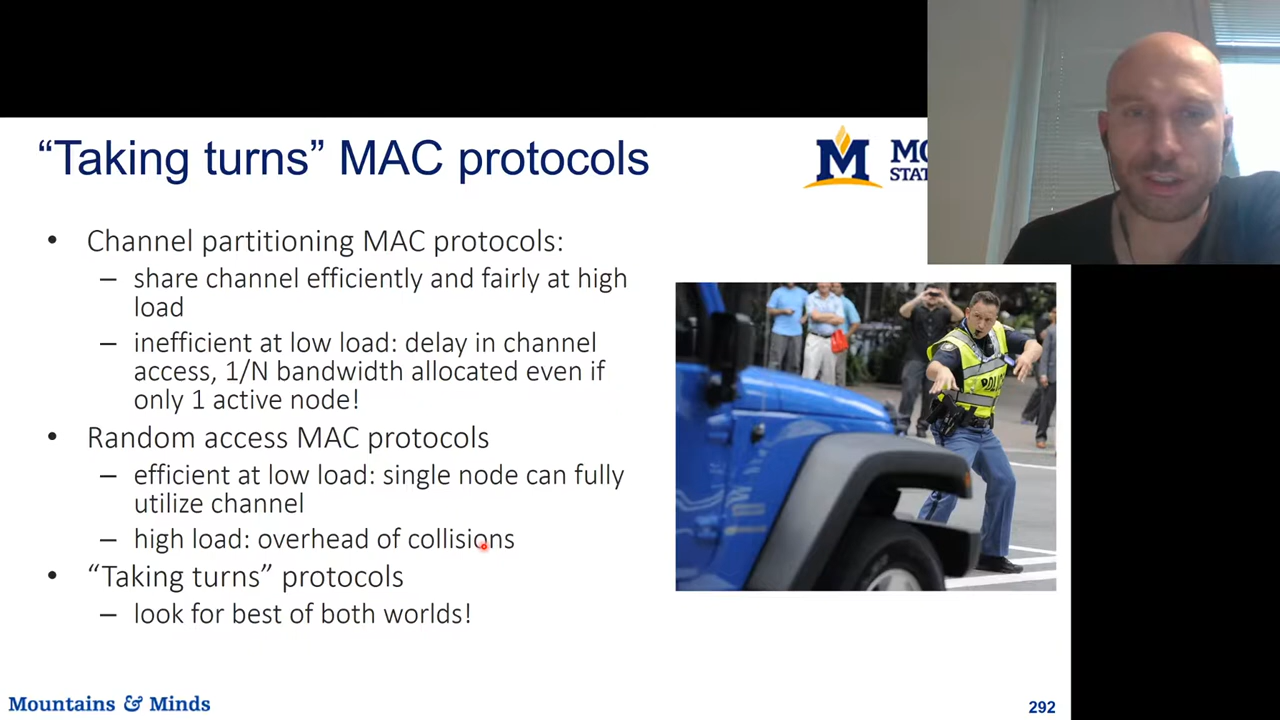 “Taking turns” MAC protocols
M
STAT
• Channel partitioning MAC protocols:
– share channel efficiently and fairly at high
load
– inefficient at low load: delay in channel
access, 1/N bandwidth allocated even if
only 1 active node!
• Random access MAC protocols
– efficient at low load: single node can fully
utilize channel
– high load: overhead of collisions
• “Taking turns” protocols
– look for best of both worlds!
Mountains & Minds
292